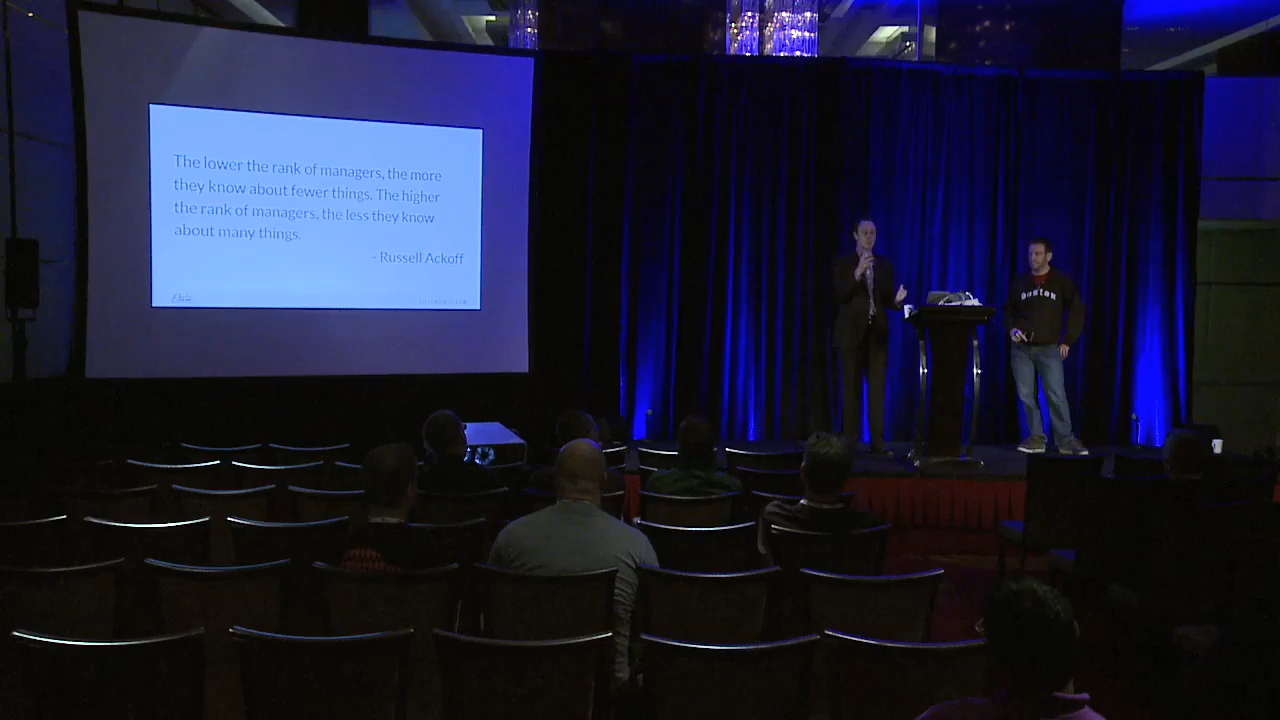 The lower the rank of managers, the more
they know about fewer things. The higher
the rank of managers, the less they know
about many things.
- Russell Ackoff
Boston